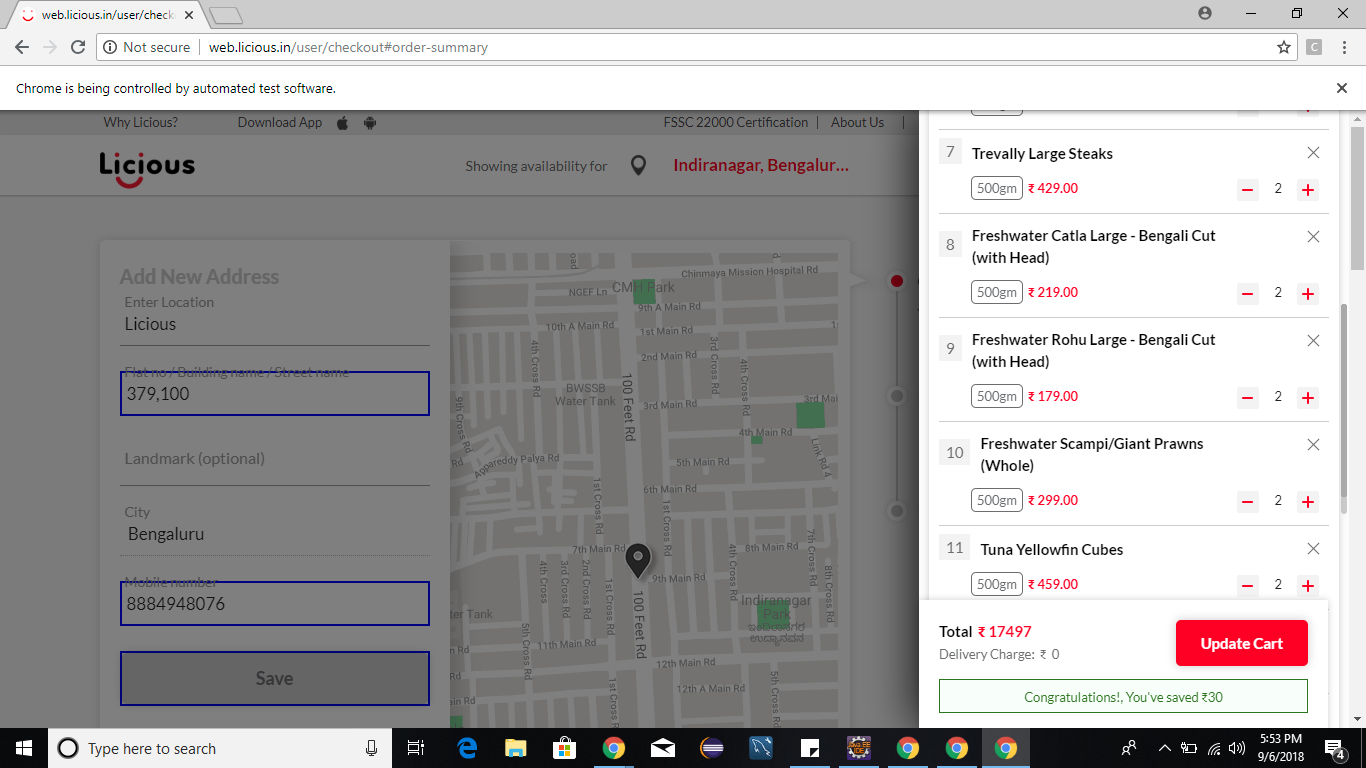 web.licious.in/user/check
Not secure
web.licious.in/user/checkout#order-summary
C
Chrome is being controlled by automated test software.
Why Licious?
Download App
FSSC 22000 Certification
About Us
Licious
Showing availability for
Indiranagar, Bengalur...
Add New Address
Enter Location
Licious
Flat no / Building name / Street name
379,100
Landmark (optional)
City
Bengaluru
Mobile number
8884948076
Save
Chinmaya Mission Hospital Rd
CMH Park
NGEF Ln
9th A Main Rd
10th A Main Rd
1st Main Rd
2nd Main Rd
4th Cross Rd
3rd Cross Rd
4th Cross Rd
BWSSB
Water Tank
100 Feet Rd
3rd Main Rd
3rd Mai
9th Cross Rd
4th Main Rd
Link Rd 4
Appareddy Palya Rd
5th Main Rd
6th Main Rd
1st Cross Rd
1st Cross Rd
7th Main Rd
8th Main Rd
7th Cross Rd
9th Main Rd
4th Cross Rd
3rd Cross Rd
2nd Cross Rd
1st Cross Rd
4th Cross Rd
8th Cross Rd
100 Feet Rd
Indiranagar
Park
ter Tank
5th Cross Rd
12th Main Rd
12th A Main Rd
1st Cross Rd
5th Cross
500gm
7
Trevally Large Steaks
500gm ₹ 429.00
2
8
Freshwater Catla Large - Bengali Cut
(with Head)
500gm ₹ 219.00
2
9
Freshwater Rohu Large - Bengali Cut
(with Head)
500gm ₹ 179.00
2
10
Freshwater Scampi/Giant Prawns
(Whole)
500gm ₹ 299.00
2
11
Tuna Yellowfin Cubes
500gm ₹ 459.00
2
Total ₹ 17497
Delivery Charge: ₹ 0
Update Cart
Congratulations!, You've saved ₹30
Type here to search
5:53 PM
9/6/2018
4